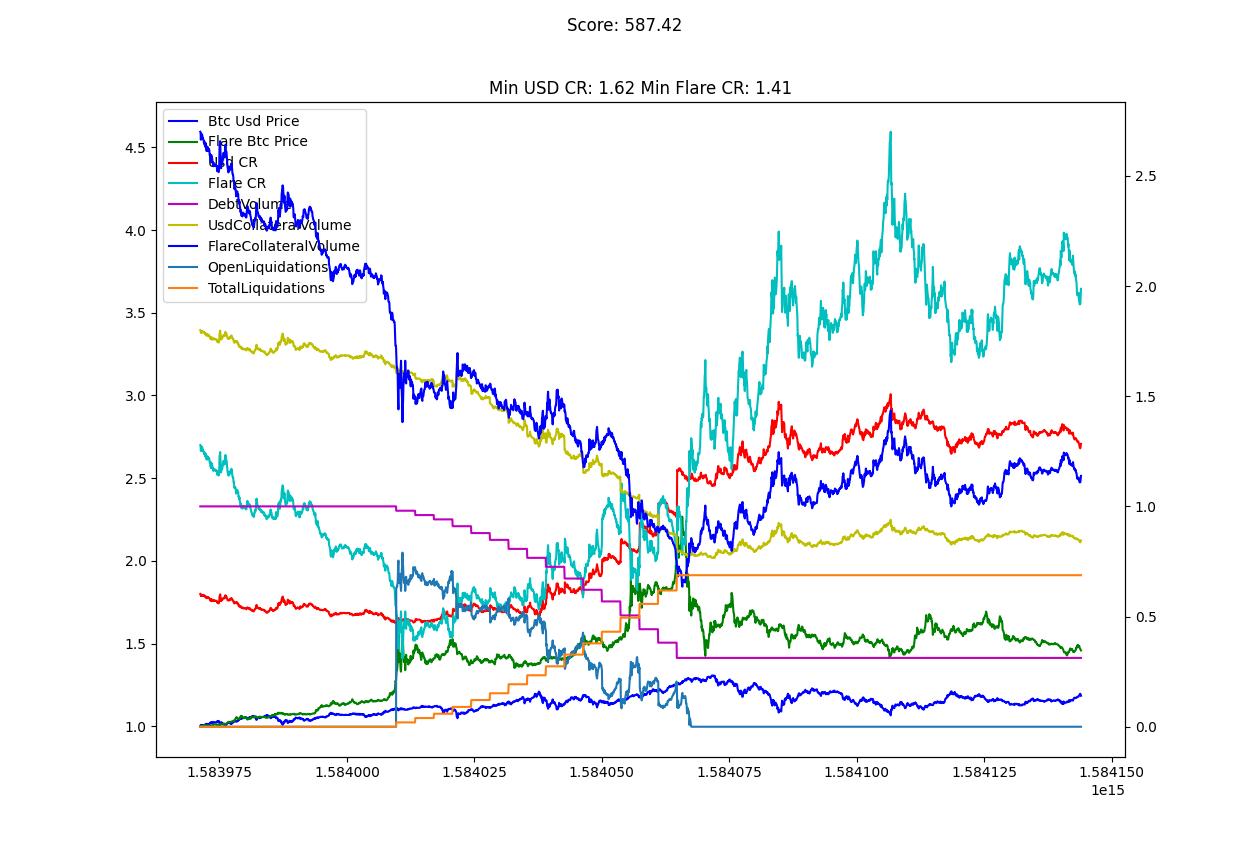 Score: 587.42
Min USD CR: 1.62 Min Flare CR: 1.41
Btc Usd Price
Flare Btc Price
Usd CR
Flare CR
DebtVolume
UsdCollateralVolume
FlareCollateralVolume
OpenLiquidations
TotalLiquidations
4.5
4.0
3.5
3.0
2.5
2.0
1.5
1.0
2.5
2.0
1.5
1.0
0.5
0.0
1.583975 1.584000 1.584025 1.584050 1.584075 1.584100 1.584125 1.584150
1e15